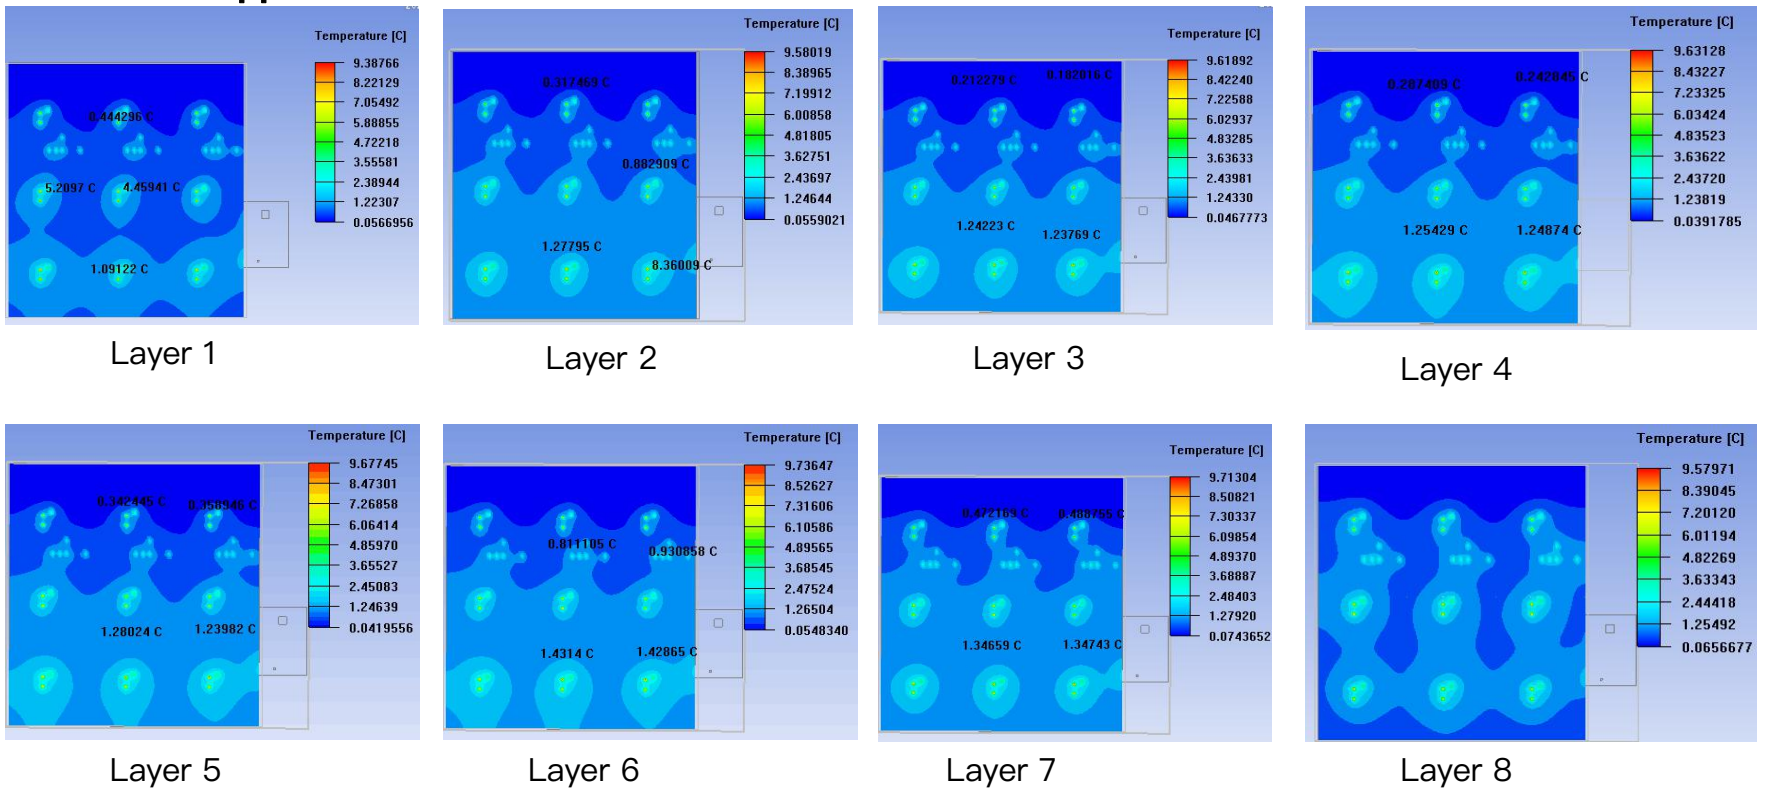 Temperature [C]
9.38766
8.22129
7.05492
5.88855
4.72218
3.55581
2.38944
1.22307
0.0566956
0.444296 C
5.2097 C
4.45941 C
1.09122 C
Layer 1
Temperature [C]
9.58019
8.38965
7.19912
6.00858
4.81805
3.62751
2.43697
1.24644
0.0559021
0.317469 C
0.882909 C
1.27795 C
8.36009 C
Layer 2
Temperature [C]
9.61892
8.42240
7.22588
6.02937
4.83285
3.63633
2.43981
1.24330
0.0467773
0.212279 C
0.182016 C
1.24223 C
1.23769 C
Layer 3
Temperature [C]
9.63128
8.43227
7.23325
6.03424
4.83523
3.63622
2.43720
1.23819
0.0391785
0.287409 C
0.242645 C
1.25429 C
1.24874 C
Layer 4
Temperature [C]
9.67745
8.47301
7.26858
6.06414
4.85970
3.65527
2.45083
1.24639
0.0419556
0.342445 C
0.358946 C
1.28024 C
1.23982 C
Layer 5
Temperature [C]
9.73647
8.52627
7.31606
6.10586
4.89565
3.68545
2.47524
1.26504
0.0548340
0.811105 C
0.930858 C
1.4314 C
1.42865 C
Layer 6
Temperature [C]
9.71304
8.50821
7.30337
6.09854
4.89370
3.68887
2.48403
1.27920
0.0743652
0.472169 C
0.488755 C
1.34659 C
1.34743 C
Layer 7
Temperature [C]
9.57971
8.39045
7.20120
6.01194
4.82269
3.63343
2.44418
1.25492
0.0656677
Layer 8